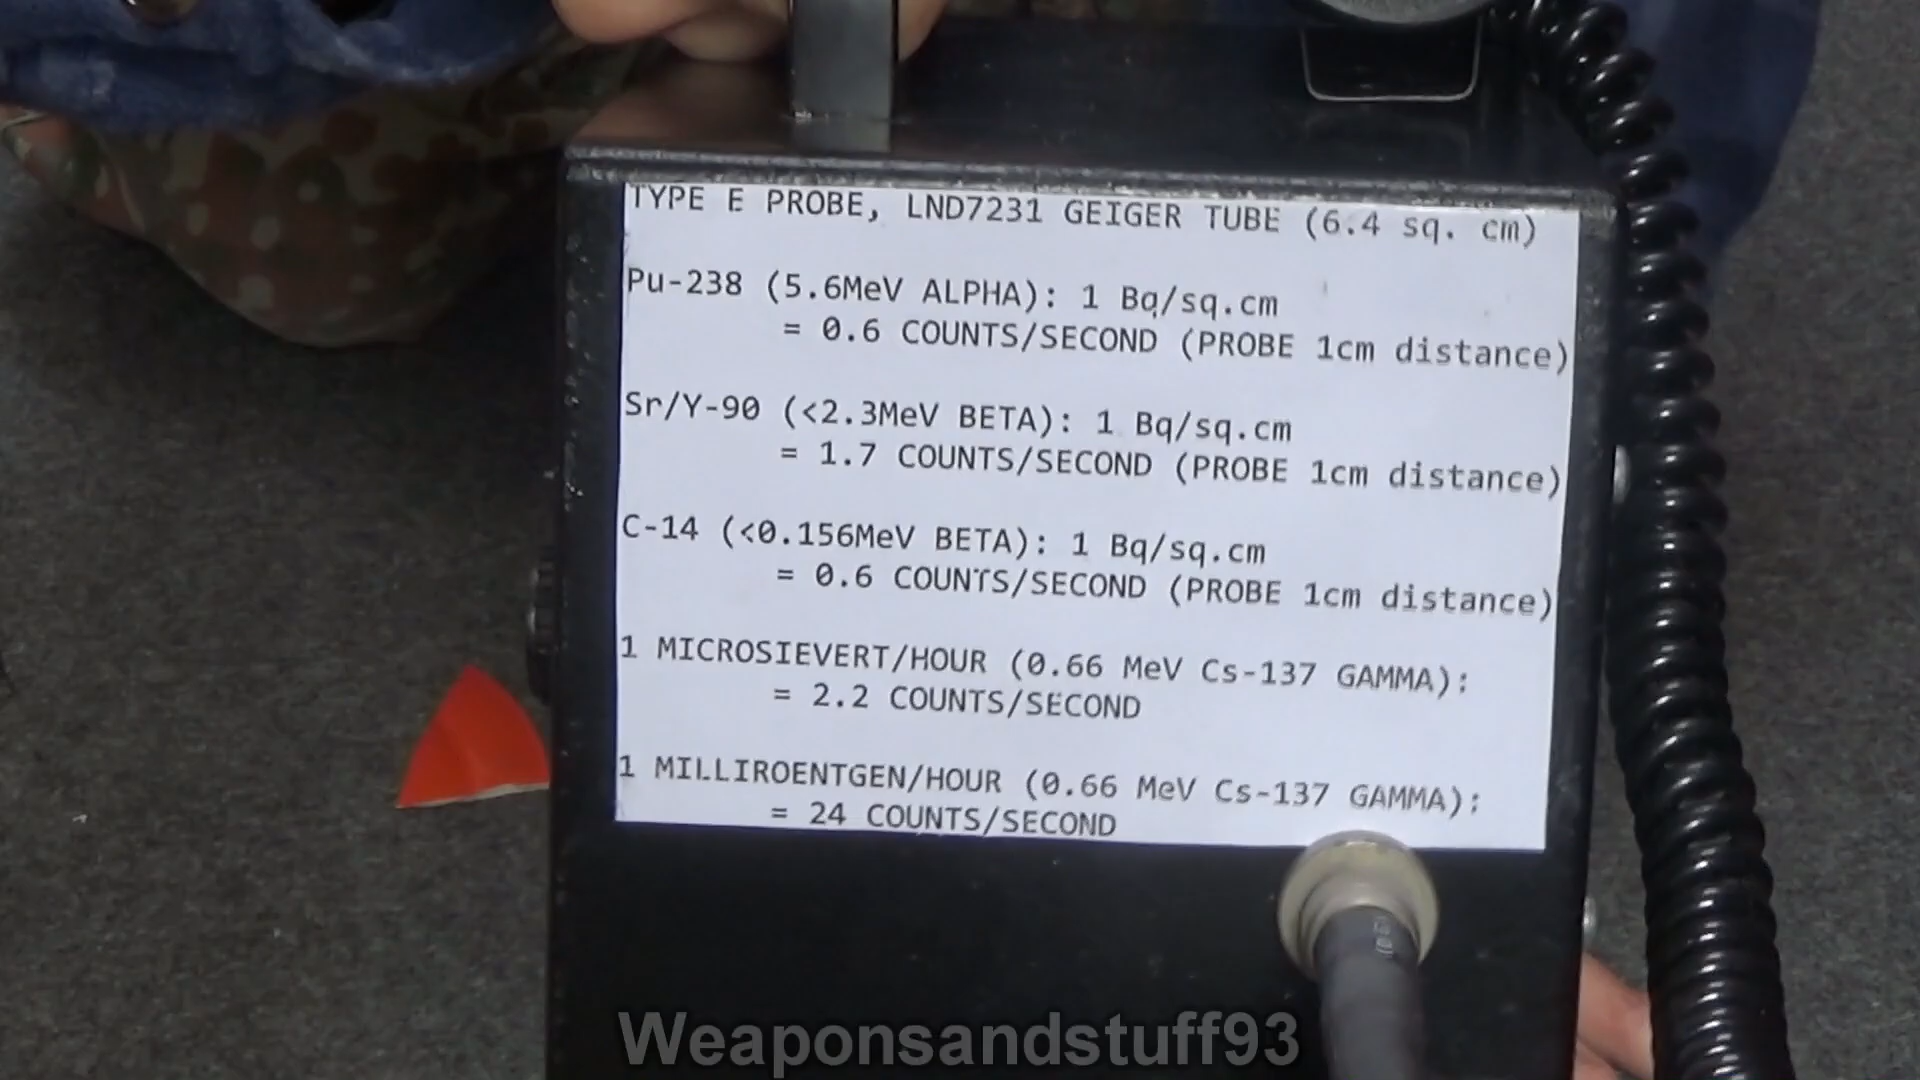 TYPE E PROBE, LND7231 GEIGER TUBE (6.4 sq. cm)
Pu-238 (5.6MeV ALPHA): 1 Bq/sq.cm
= 0.6 COUNTS/SECOND (PROBE 1cm distance)
Sr/Y-90 (<2.3MeV BETA): 1 Bq/sq.cm
= 1.7 COUNTS/SECOND (PROBE 1cm distance)
C-14 (<0.156MeV BETA): 1 Bq/sq.cm
= 0.6 COUNTS/SECOND (PROBE 1cm distance)
1 MICROSIEVERT/HOUR (0.66 MeV Cs-137 GAMMA):
= 2.2 COUNTS/SECOND
1 MILLIROENTGEN/HOUR (0.66 MeV Cs-137 GAMMA):
= 24 COUNTS/SECOND
Weaponsandstuff93